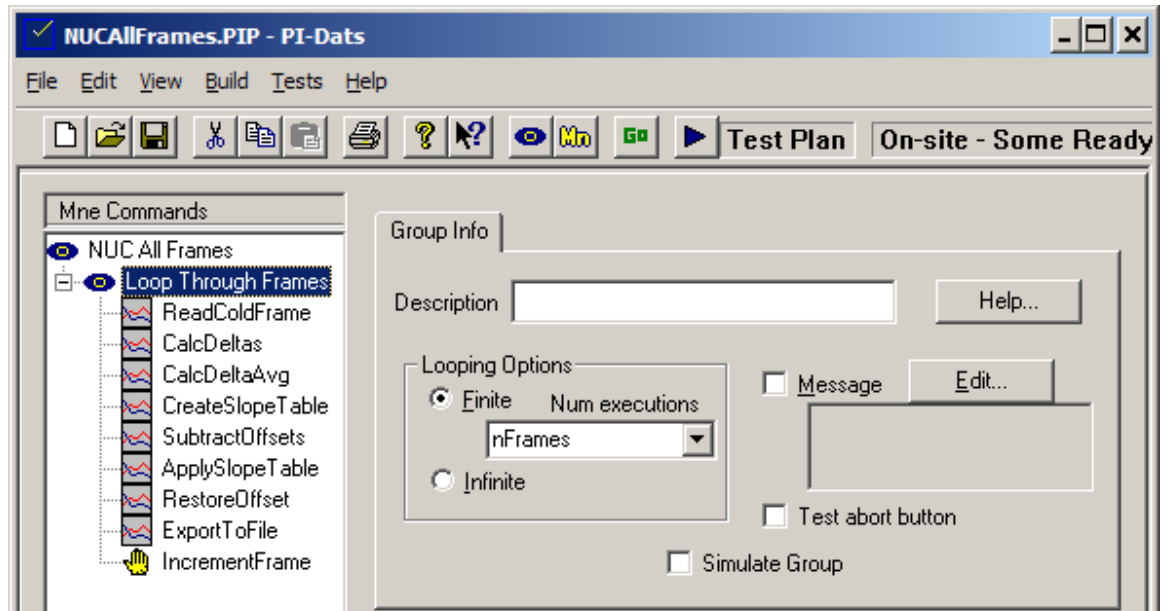 NUCAllFrames.PIP - PI-Dats
File Edit View Build Tests Help
Mn Go Test Plan On-site - Some Ready
Mne Commands
NUC All Frames
Loop Through Frames
ReadColdFrame
CalcDeltas
CalcDeltaAvg
CreateSlopeTable
SubtractOffsets
ApplySlopeTable
RestoreOffset
ExportToFile
IncrementFrame
Group Info
Description
Help...
Looping Options
Finite Num executions
nFrames
Infinite
Message
Edit...
Test abort button
Simulate Group